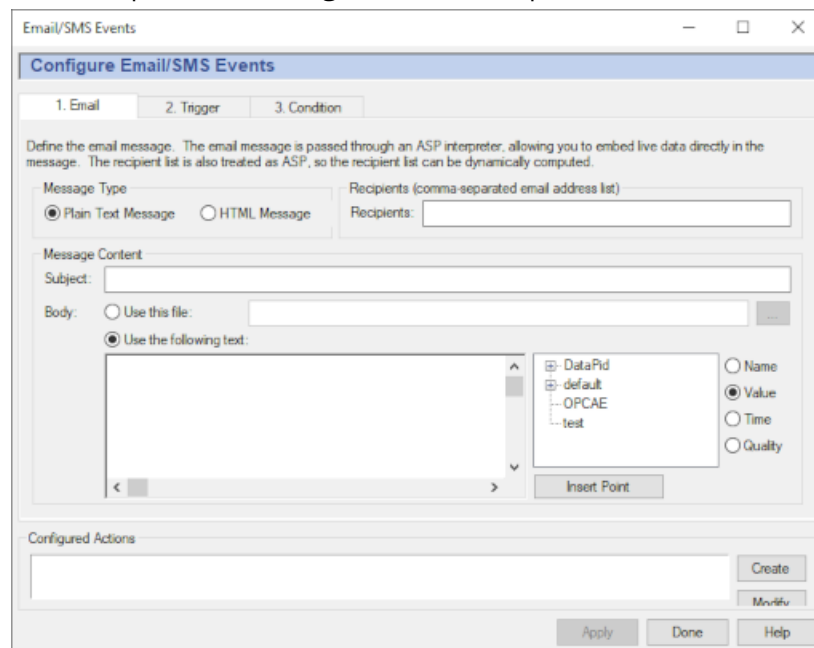 Email/SMS Events
Configure Email/SMS Events
1. Email 2. Trigger 3. Condition
Define the email message. The email message is passed through an ASP interpreter, allowing you to embed live data directly in the
message. The recipient list is also treated as ASP, so the recipient list can be dynamically computed.
Message Type
Plain Text Message HTML Message
Recipients (comma-separated email address list)
Recipients:
Message Content
Subject:
Body: Use this file: ...
Use the following text:
DataPid
default
OPCAE
test
Name
Value
Time
Quality
Insert Point
Configured Actions
Create
Modify
Apply Done Help